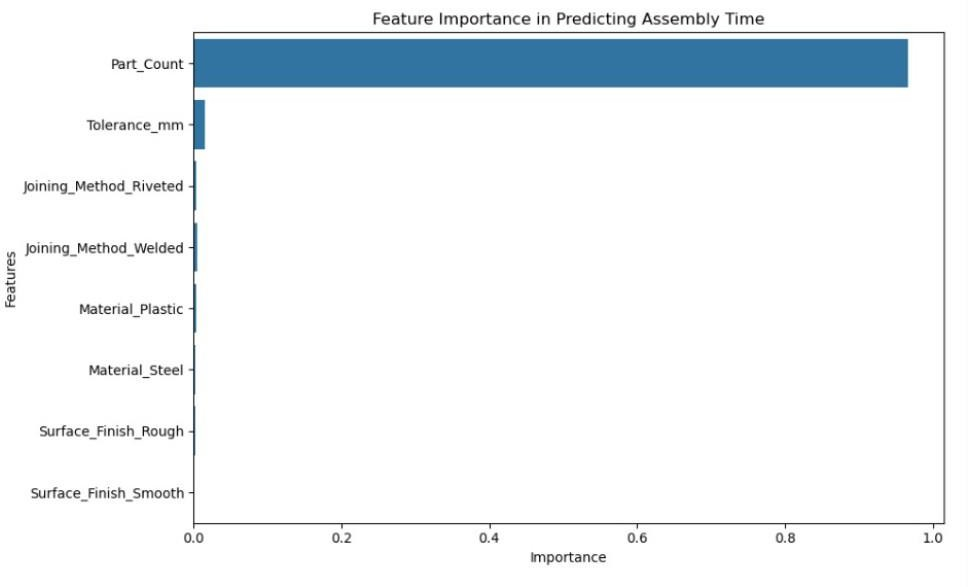 Feature Importance in Predicting Assembly Time
Features
Part_Count
Tolerance_mm
Joining_Method_Riveted
Joining_Method_Welded
Material_Plastic
Material_Steel
Surface_Finish_Rough
Surface_Finish_Smooth
0.0 0.2 0.4 0.6 0.8 1.0
Importance